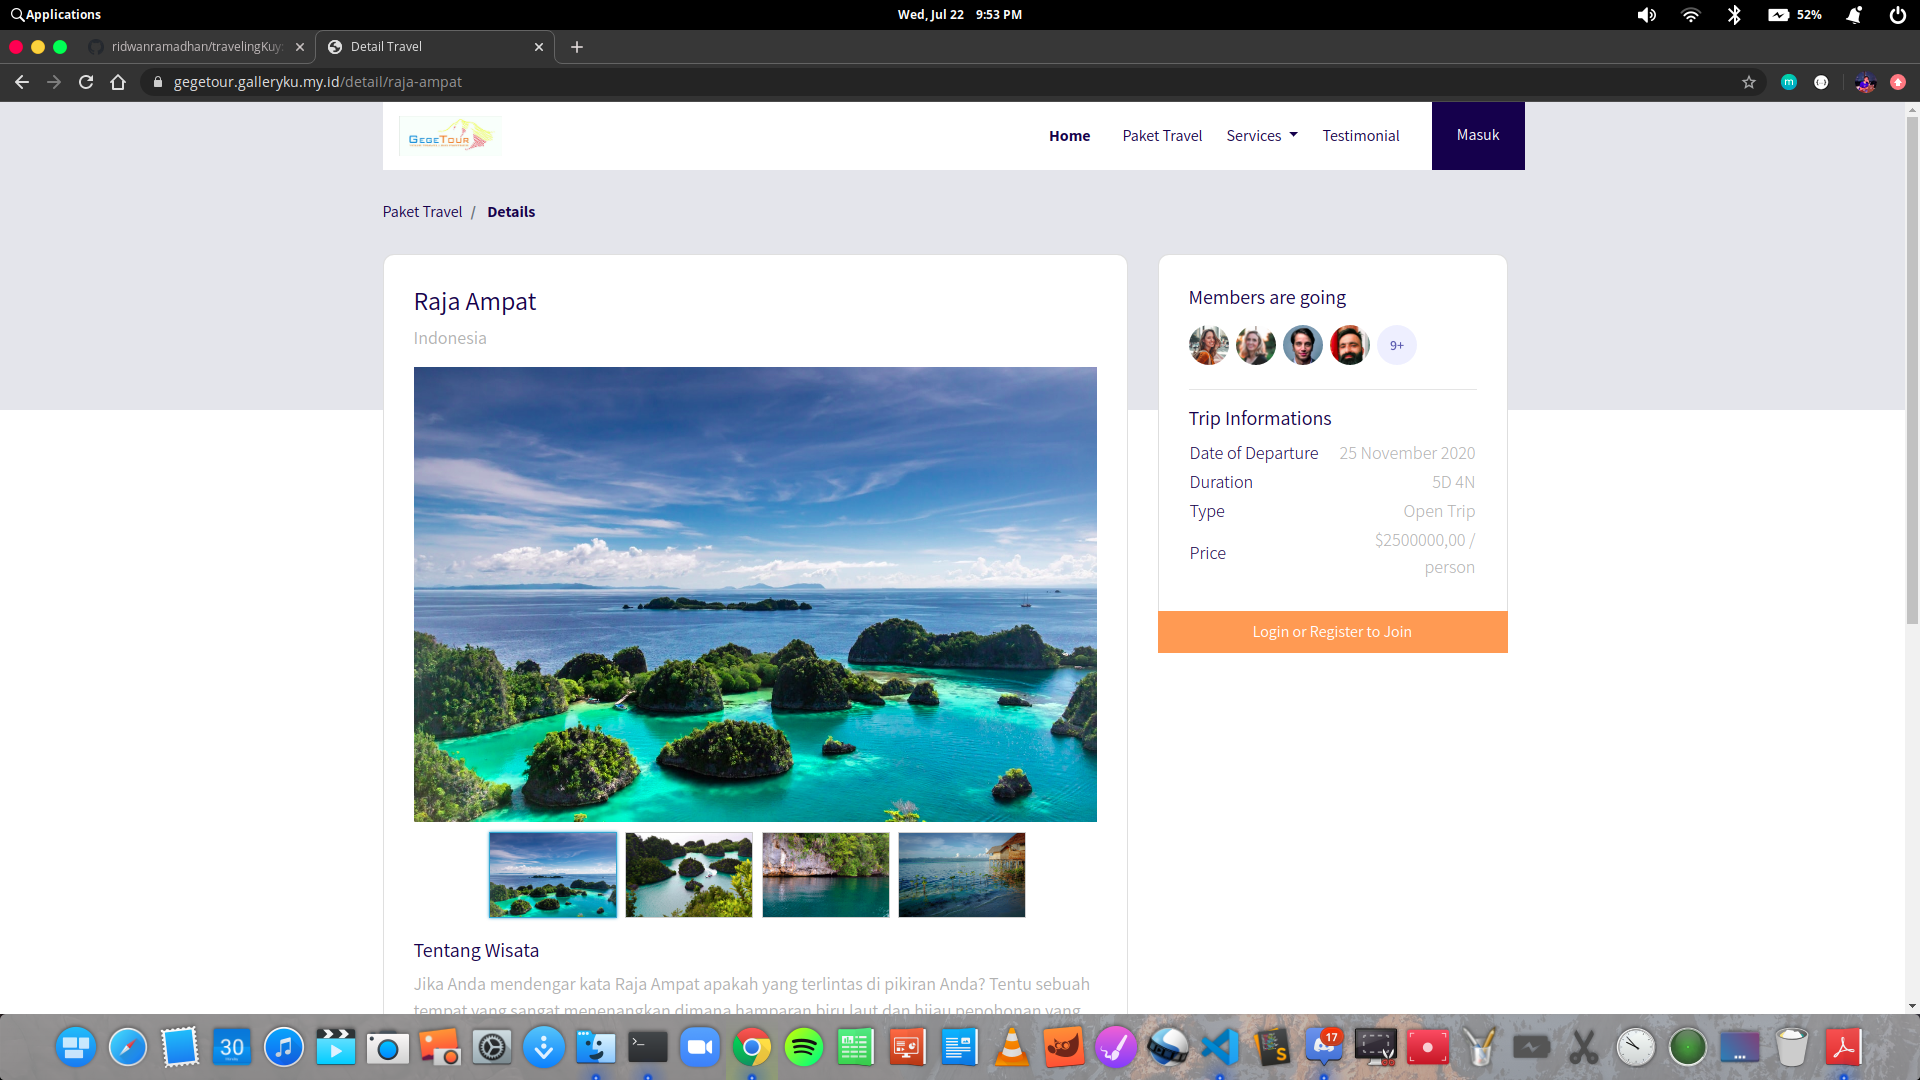 Applications
Wed, Jul 22 9:53 PM
52%
ridwanramadhan/travelingKuy
Detail Travel
gegetour.galleryku.my.id/detail/raja-ampat
GegeTour
Home
Paket Travel
Services
Testimonial
Masuk
Paket Travel / Details
Raja Ampat
Indonesia
Tentang Wisata
Jika Anda mendengar kata Raja Ampat apakah yang terlintas di pikiran Anda? Tentu sebuah
tempat yang sangat menenangkan dimana hamparan biru laut dan hijau pepohonan yang
Members are going
9+
Trip Informations
Date of Departure 25 November 2020
Duration 5D 4N
Type Open Trip
Price $2500000,00 /
person
Login or Register to Join
30
17